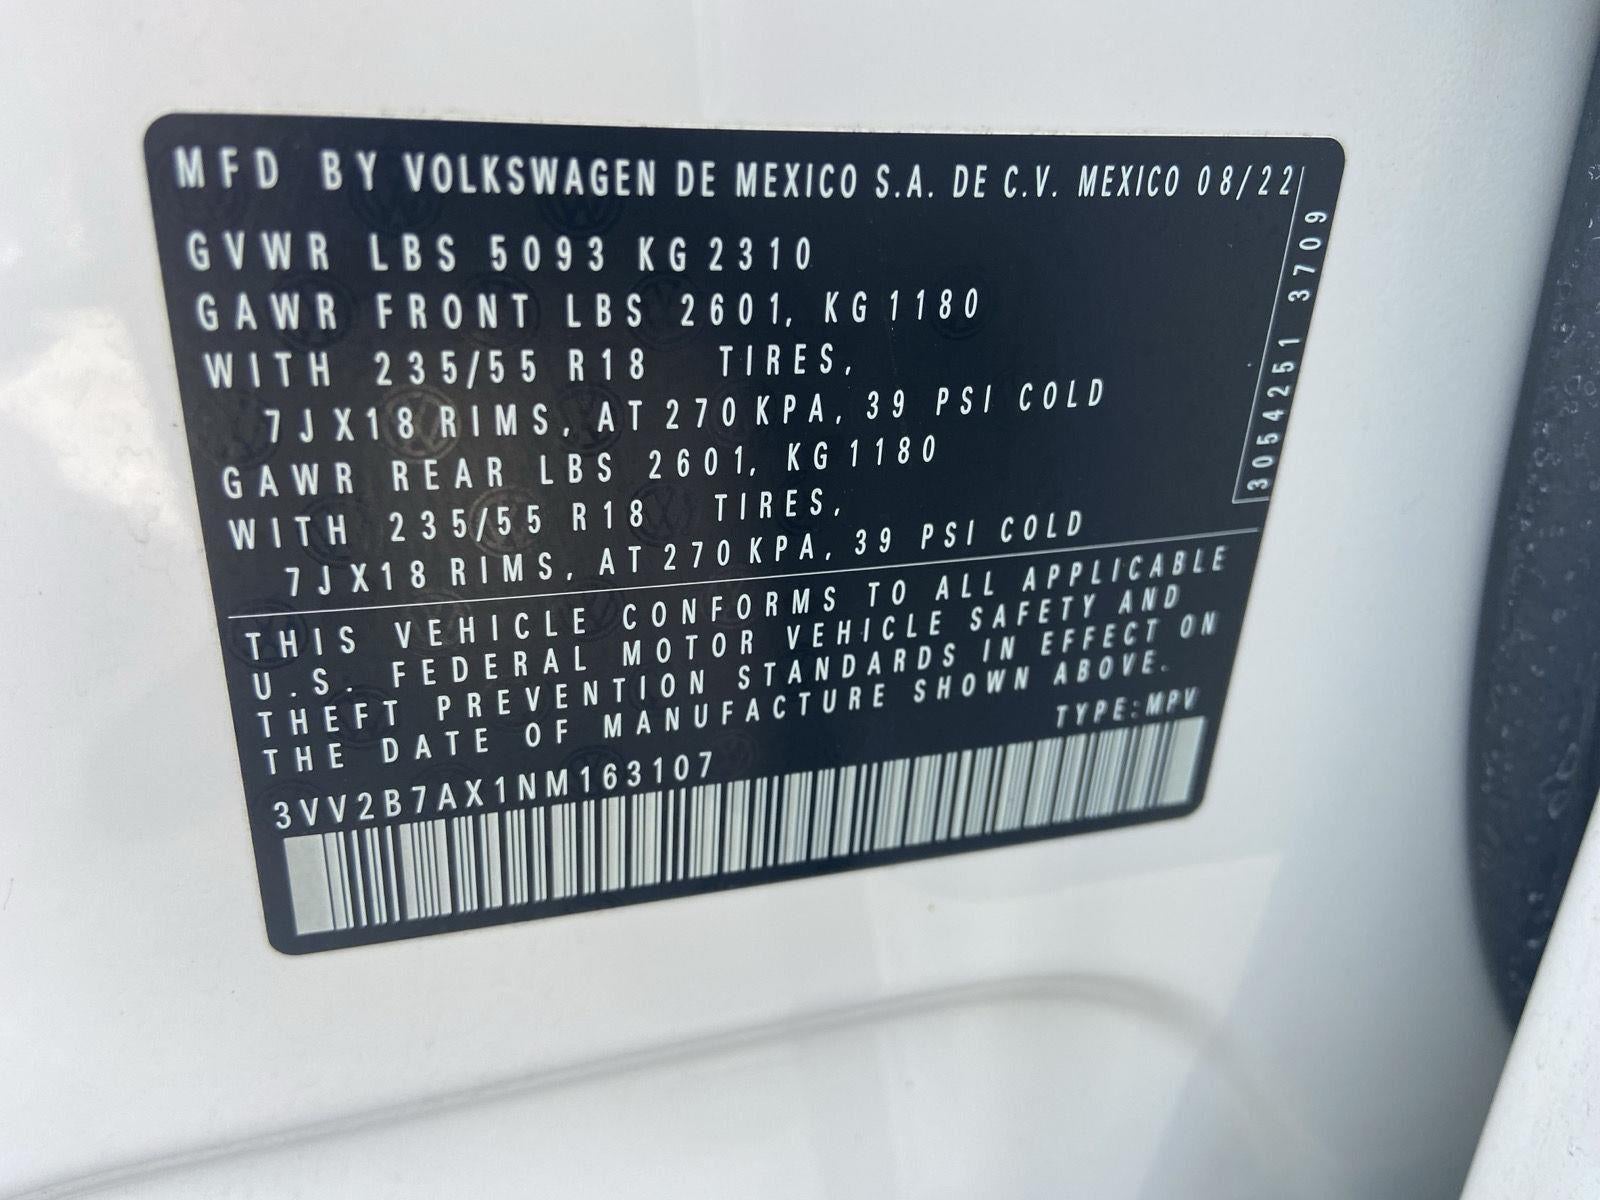 MFD BY VOLKSWAGEN DE MEXICO S.A. DE C.V. MEXICO 08/22
GVWR LBS 5093 KG 2310
GAWR FRONT LBS 2601, KG 1180
WITH 235/55 R18 TIRES,
7J X18 RIMS, AT 270 KPA, 39 PSI COLD
GAWR REAR LBS 2601, KG 1180
WITH 235/55 R18 TIRES,
7J X18 RIMS, AT 270 KPA, 39 PSI COLD
3054251 3709
THIS VEHICLE CONFORMS TO ALL APPLICABLE
U.S. FEDERAL MOTOR VEHICLE SAFETY AND
THEFT PREVENTION STANDARDS IN EFFECT ON
THE DATE OF MANUFACTURE SHOWN ABOVE.
TYPE:MPV
3VV2B7AX1NM163107